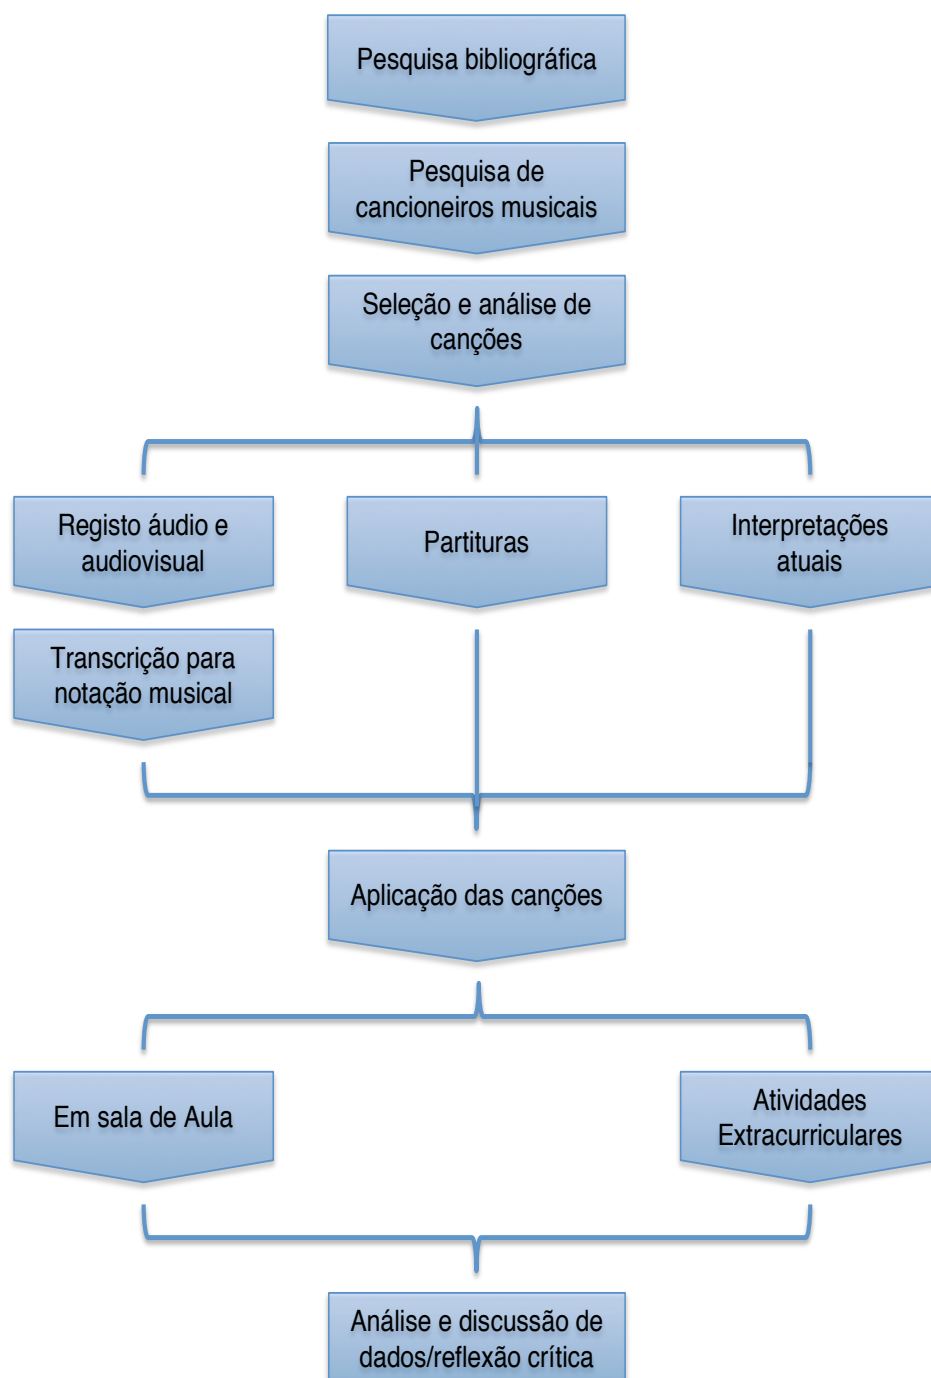 Pesquisa bibliográfica
Pesquisa de
cancioneiros musicais
Seleção e análise de
canções
Registo áudio e
audiovisual
Partituras
Interpretações
atuais
Transcrição para
notação musical
Aplicação das canções
Em sala de Aula
Atividades
Extracurriculares
Análise e discussão de
dados/reflexão crítica